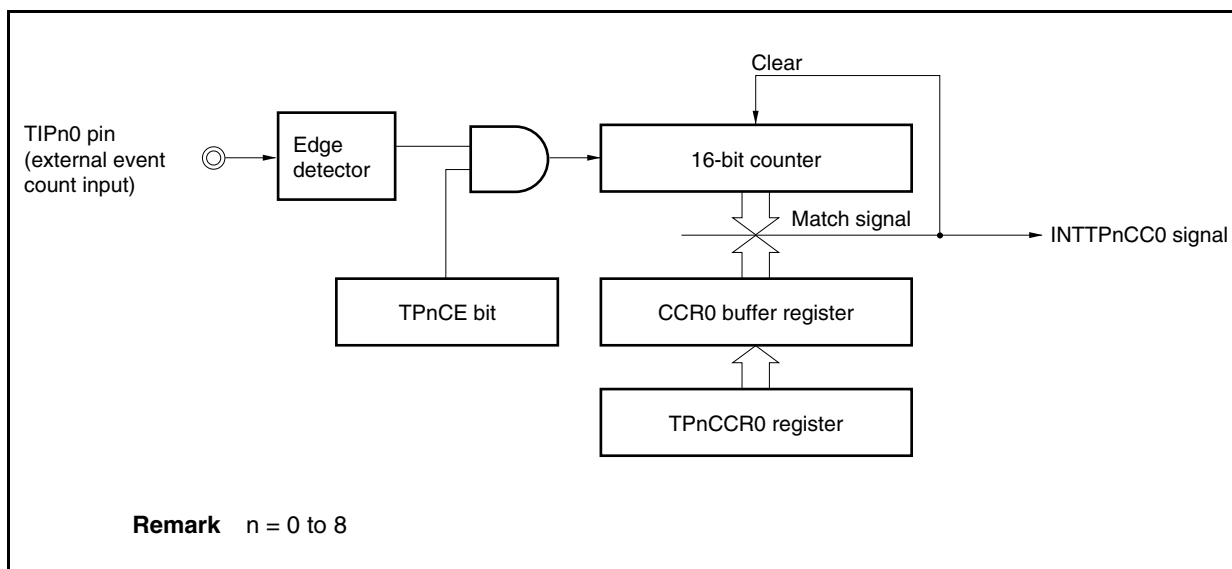 Clear
TIPn0 pin
(external event
count input)
Edge
detector
16-bit counter
Match signal
INTTPnCC0 signal
TPnCE bit
CCR0 buffer register
TPnCCR0 register
Remark n = 0 to 8